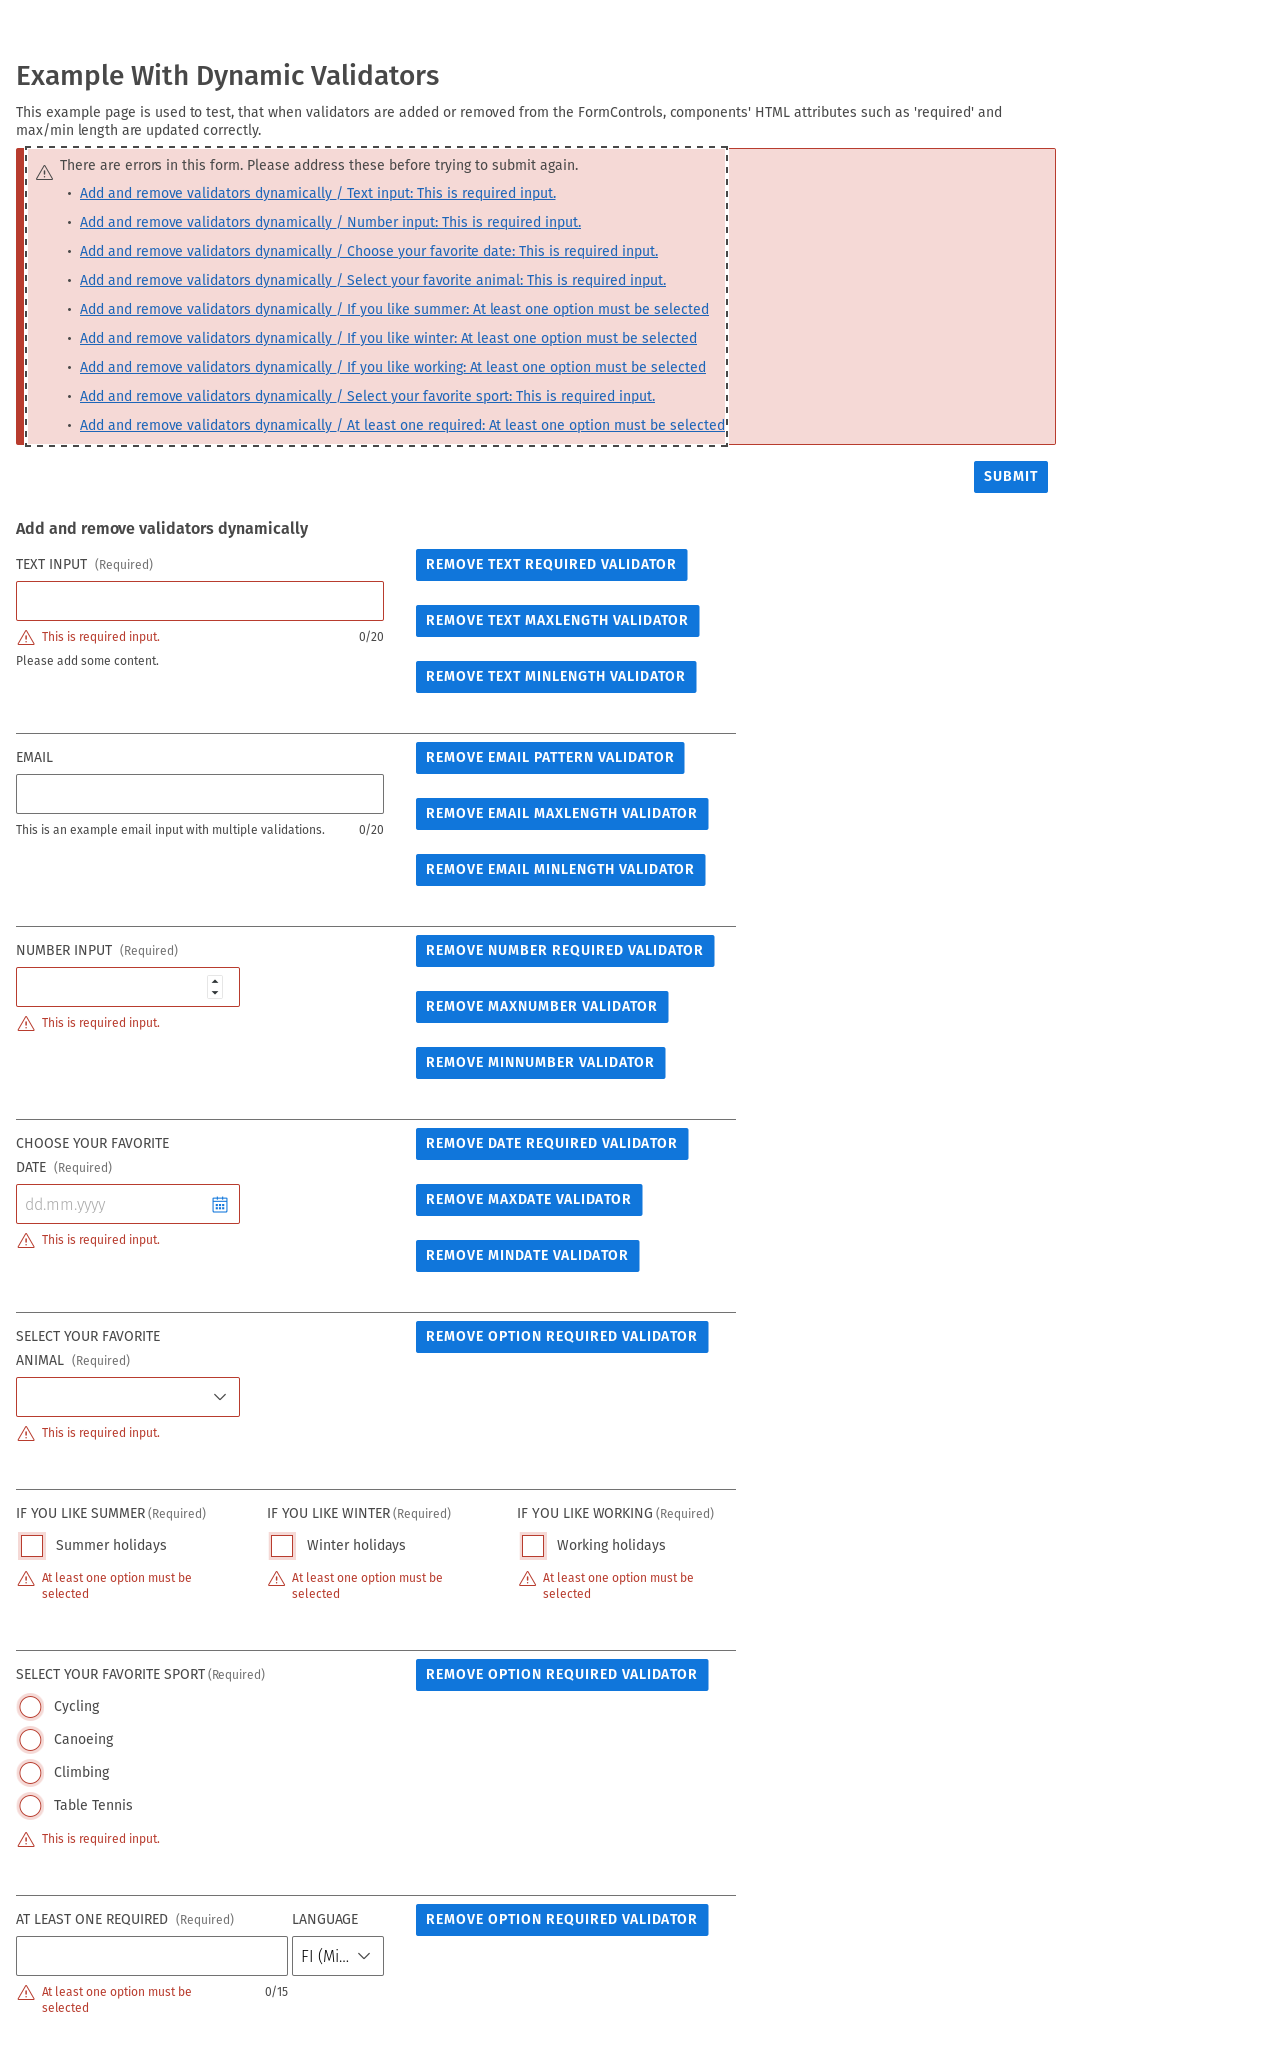 Example With Dynamic Validators
This example page is used to test, that when validators are added or removed from the FormControls, components' HTML attributes such as 'required' and
max/min length are updated correctly.
There are errors in this form. Please address these before trying to submit again.
• Add and remove validators dynamically / Text input: This is required input.
• Add and remove validators dynamically / Number input: This is required input.
• Add and remove validators dynamically / Choose your favorite date: This is required input.
• Add and remove validators dynamically / Select your favorite animal: This is required input.
• Add and remove validators dynamically / If you like summer: At least one option must be selected
• Add and remove validators dynamically / If you like winter: At least one option must be selected
• Add and remove validators dynamically / If you like working: At least one option must be selected
• Add and remove validators dynamically / Select your favorite sport: This is required input.
• Add and remove validators dynamically / At least one required: At least one option must be selected
SUBMIT
Add and remove validators dynamically
TEXT INPUT (Required)
REMOVE TEXT REQUIRED VALIDATOR
REMOVE TEXT MAXLENGTH VALIDATOR
This is required input. 0/20
Please add some content.
REMOVE TEXT MINLENGTH VALIDATOR
EMAIL
REMOVE EMAIL PATTERN VALIDATOR
REMOVE EMAIL MAXLENGTH VALIDATOR
This is an example email input with multiple validations. 0/20
REMOVE EMAIL MINLENGTH VALIDATOR
NUMBER INPUT (Required)
REMOVE NUMBER REQUIRED VALIDATOR
REMOVE MAXNUMBER VALIDATOR
This is required input.
REMOVE MINNUMBER VALIDATOR
CHOOSE YOUR FAVORITE
DATE (Required)
REMOVE DATE REQUIRED VALIDATOR
dd.mm.yyyy
REMOVE MAXDATE VALIDATOR
This is required input.
REMOVE MINDATE VALIDATOR
SELECT YOUR FAVORITE
ANIMAL (Required)
REMOVE OPTION REQUIRED VALIDATOR
This is required input.
IF YOU LIKE SUMMER (Required)
Summer holidays
At least one option must be
selected
IF YOU LIKE WINTER (Required)
Winter holidays
At least one option must be
selected
IF YOU LIKE WORKING (Required)
Working holidays
At least one option must be
selected
SELECT YOUR FAVORITE SPORT (Required)
REMOVE OPTION REQUIRED VALIDATOR
Cycling
Canoeing
Climbing
Table Tennis
This is required input.
AT LEAST ONE REQUIRED (Required)
LANGUAGE
REMOVE OPTION REQUIRED VALIDATOR
FI (Mi...
At least one option must be
selected
0/15